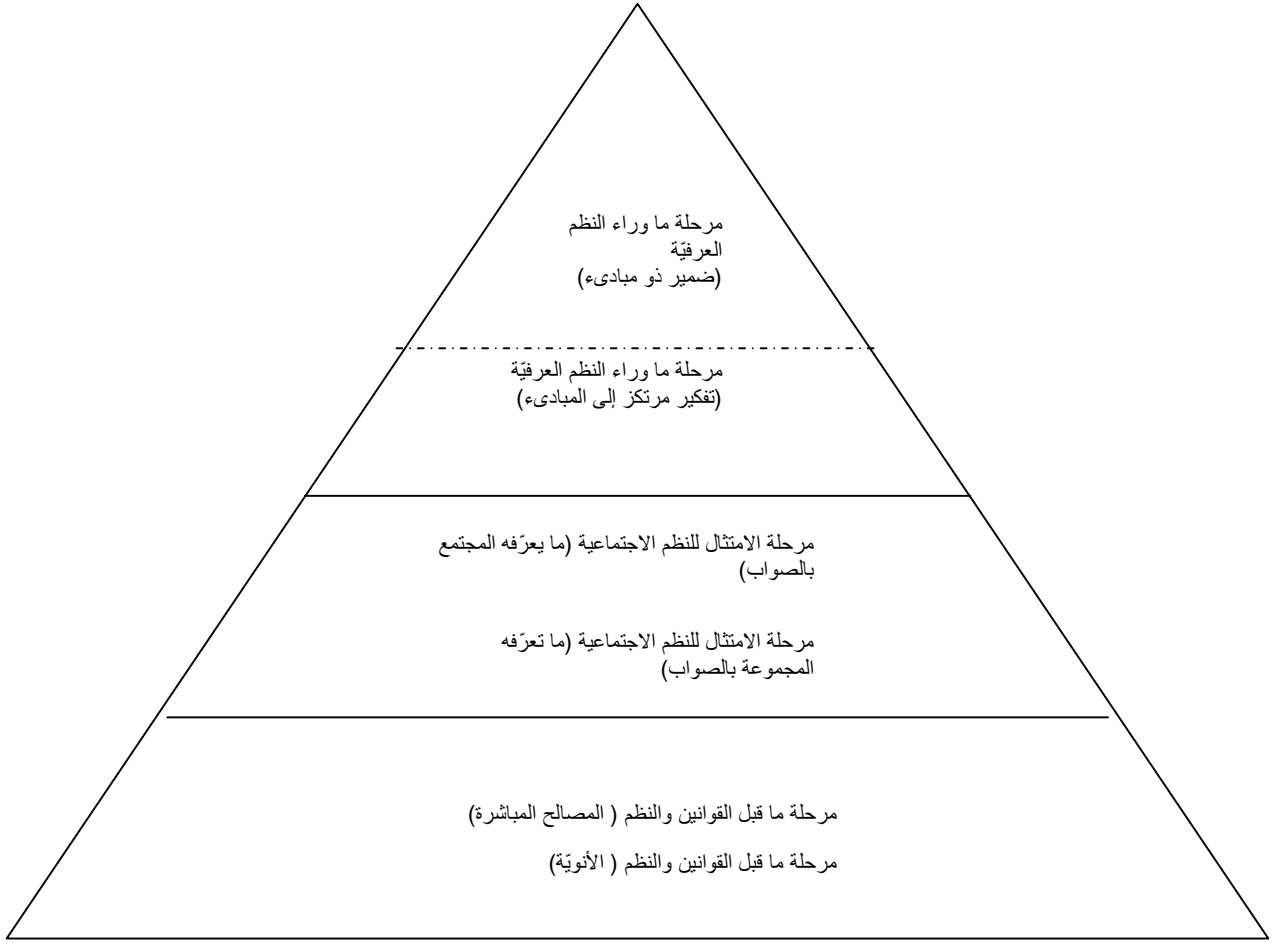 مرحلة ما وراء النظم
العرفيّة
(ضمير ذو مبادىء)
مرحلة ما وراء النظم العرفيّة
(تفكير مرتكز إلى المبادىء)
مرحلة الامتثال للنظم الاجتماعية (ما يعرّفه المجتمع
بالصواب)
مرحلة الامتثال للنظم الاجتماعية (ما تعرّفه
المجموعة بالصواب)
مرحلة ما قبل القوانين والنظم ( المصالح المباشرة)
مرحلة ما قبل القوانين والنظم ( الأنويّة)